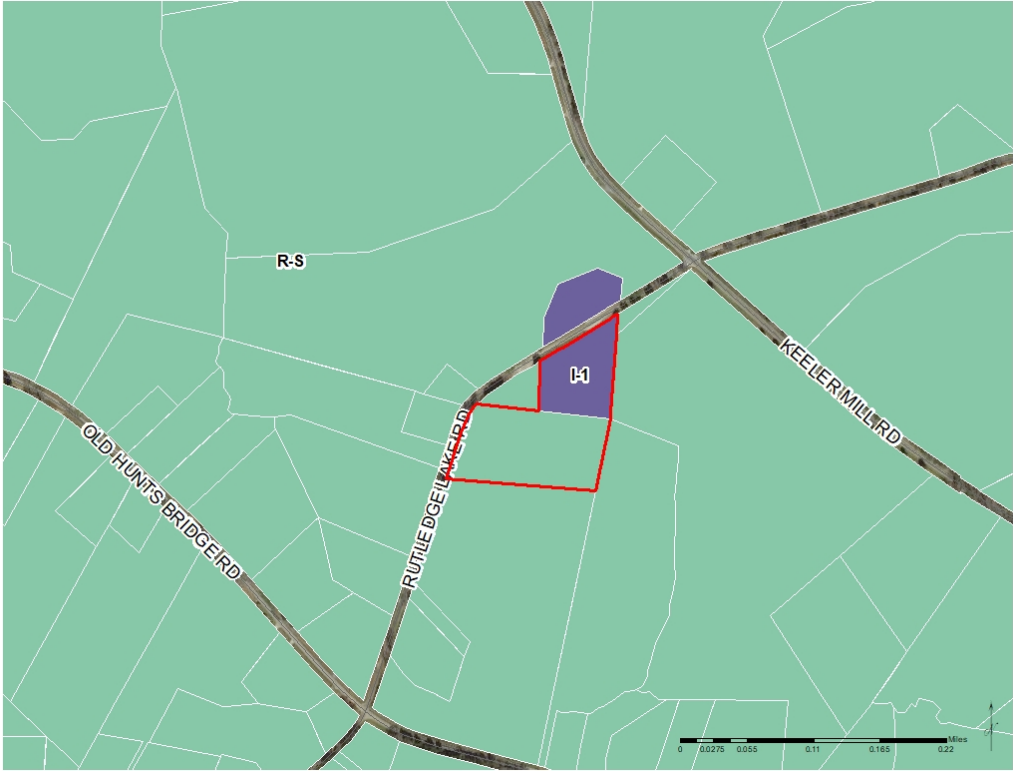 R-S
I-1
KEELER MILL RD
OLD HUNTS BRIDGE RD
RUTLEDGE LAKE RD
Miles
0 0.0275 0.055 0.11 0.165 0.22